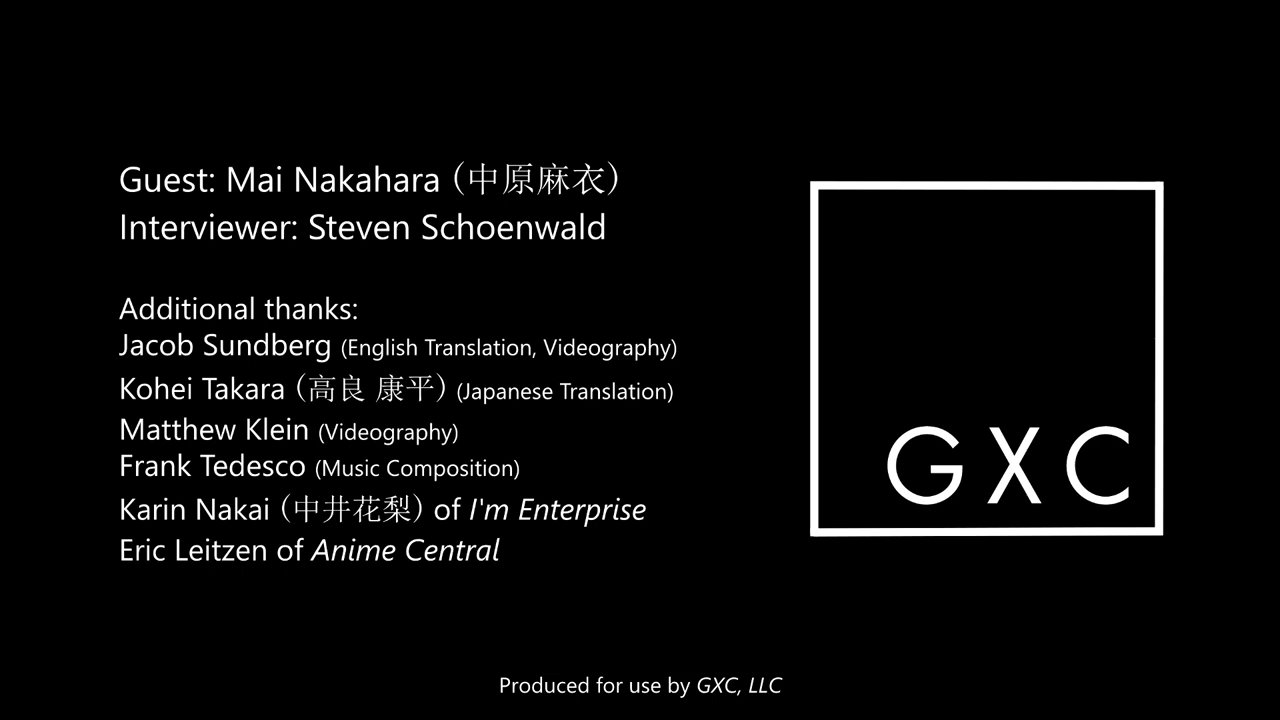 Guest: Mai Nakahara (中原麻衣)
Interviewer: Steven Schoenwald
Additional thanks:
Jacob Sundberg (English Translation, Videography)
Kohei Takara (高良 康平) (Japanese Translation)
Matthew Klein (Videography)
Frank Tedesco (Music Composition)
Karin Nakai (中井花梨) of I'm Enterprise
Eric Leitzen of Anime Central
GXC
Produced for use by GXC, LLC